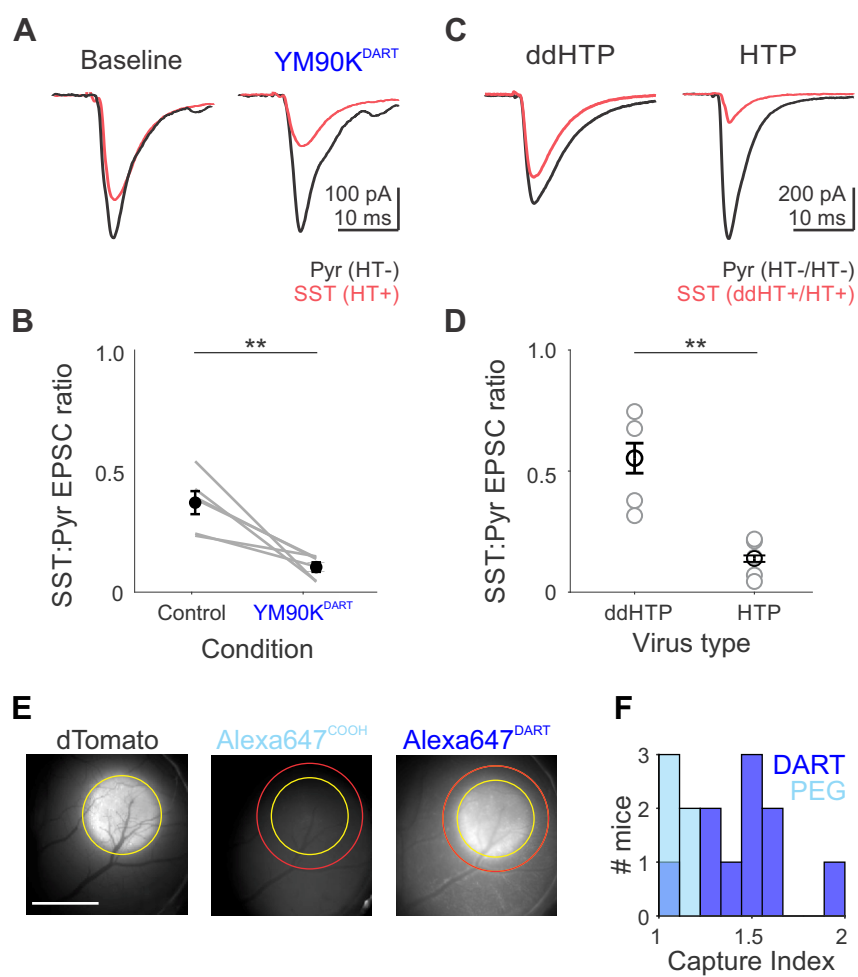 A
Baseline
YM90K^DART
100 pA
10 ms
Pyr (HT-)
SST (HT+)
C
ddHTP
HTP
200 pA
10 ms
Pyr (HT-/HT-)
SST (ddHT+/HT+)
B
**
1.0
0.5
0
SST:Pyr EPSC ratio
Control
YM90K^DART
Condition
D
**
1.0
0.5
0
SST:Pyr EPSC ratio
ddHTP
HTP
Virus type
E
dTomato
Alexa647^COOH
Alexa647^DART
F
3
2
1
0
# mice
DART
PEG
1
1.5
2
Capture Index